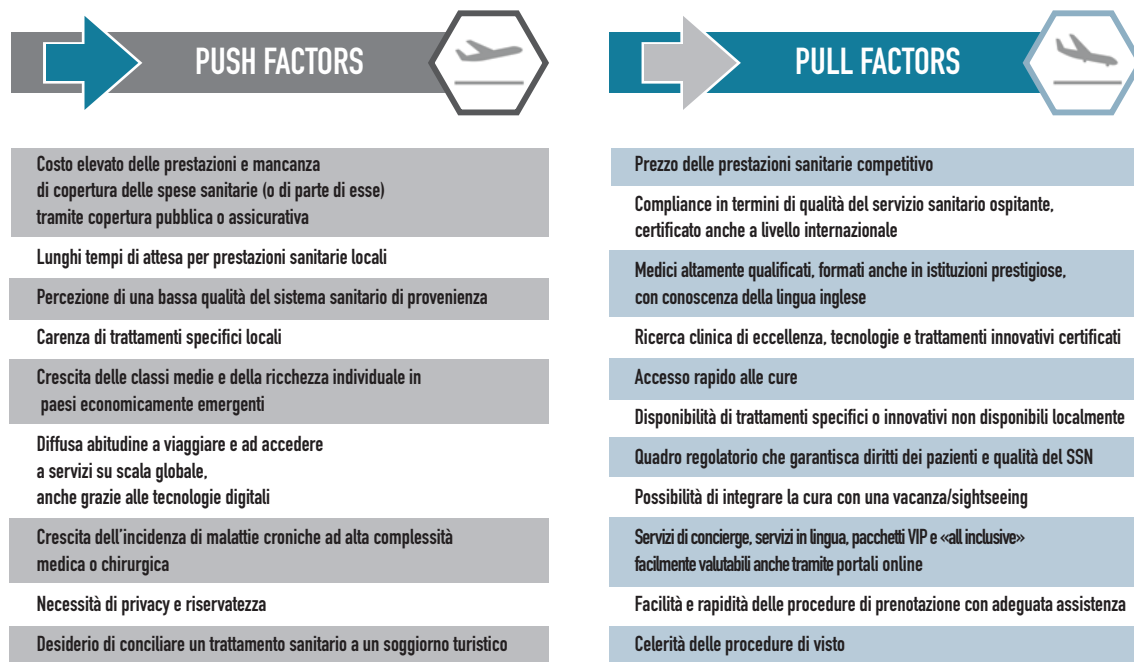 PUSH FACTORS
Costo elevato delle prestazioni e mancanza
di copertura delle spese sanitarie (o di parte di esse)
tramite copertura pubblica o assicurativa
Lunghi tempi di attesa per prestazioni sanitarie locali
Percezione di una bassa qualità del sistema sanitario di provenienza
Carenza di trattamenti specifici locali
Crescita delle classi medie e della ricchezza individuale in
paesi economicamente emergenti
Diffusa abitudine a viaggiare e ad accedere
a servizi su scala globale,
anche grazie alle tecnologie digitali
Crescita dell'incidenza di malattie croniche ad alta complessità
medica o chirurgica
Necessità di privacy e riservatezza
Desiderio di conciliare un trattamento sanitario a un soggiorno turistico
PULL FACTORS
Prezzo delle prestazioni sanitarie competitivo
Compliance in termini di qualità del servizio sanitario ospitante,
certificato anche a livello internazionale
Medici altamente qualificati, formati anche in istituzioni prestigiose,
con conoscenza della lingua inglese
Ricerca clinica di eccellenza, tecnologie e trattamenti innovativi certificati
Accesso rapido alle cure
Disponibilità di trattamenti specifici o innovativi non disponibili localmente
Quadro regolatorio che garantisca diritti dei pazienti e qualità del SSN
Possibilità di integrare la cura con una vacanza/sightseeing
Servizi di concierge, servizi in lingua, pacchetti VIP e «all inclusive»
facilmente valutabili anche tramite portali online
Facilità e rapidità delle procedure di prenotazione con adeguata assistenza
Celerità delle procedure di visto